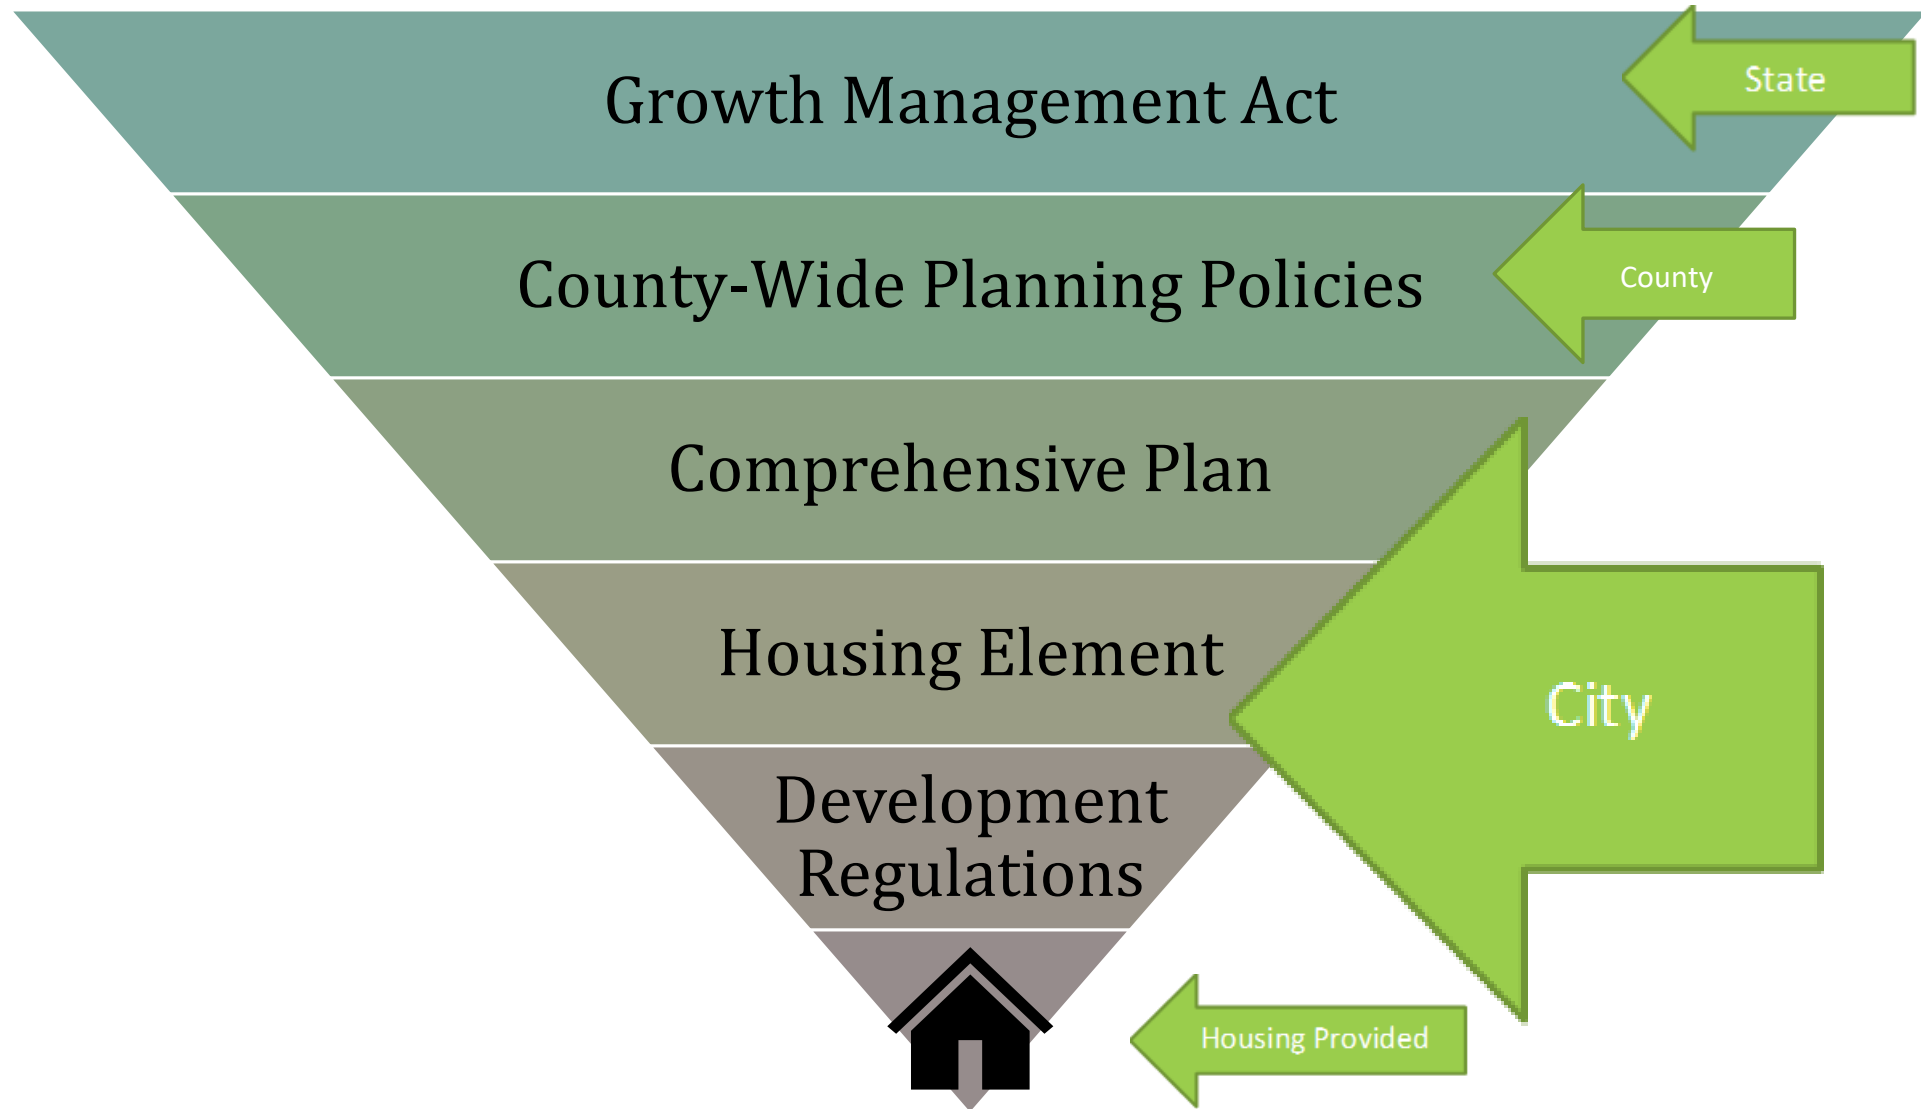 Growth Management Act
State
County-Wide Planning Policies
County
Comprehensive Plan
Housing Element
City
Development
Regulations
Housing Provided